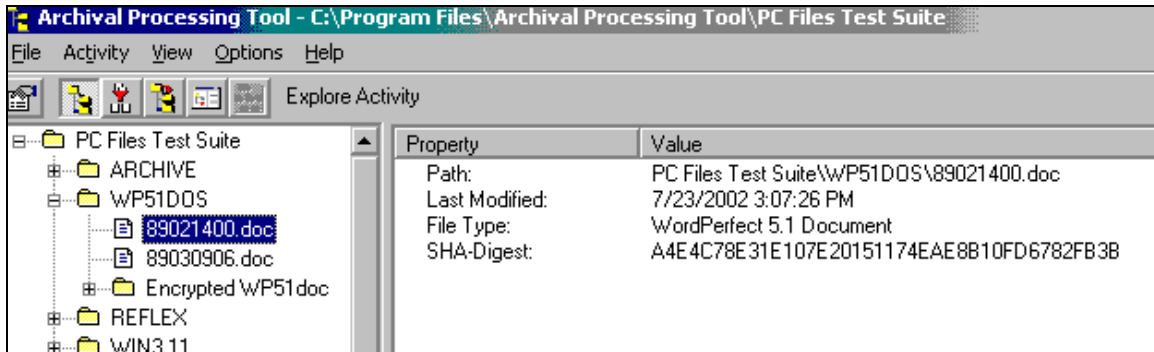 Archival Processing Tool - C:\Program Files\Archival Processing Tool\PC Files Test Suite
File Activity View Options Help
Explore Activity
PC Files Test Suite
ARCHIVE
WP51DOS
89021400.doc
89030906.doc
Encrypted WP51doc
REFLEX
WIN3.11
Property Value
Path: PC Files Test Suite\WP51DOS\89021400.doc
Last Modified: 7/23/2002 3:07:26 PM
File Type: WordPerfect 5.1 Document
SHA-Digest: A4E4C78E31E107E20151174EAE8B10FD6782FB3B